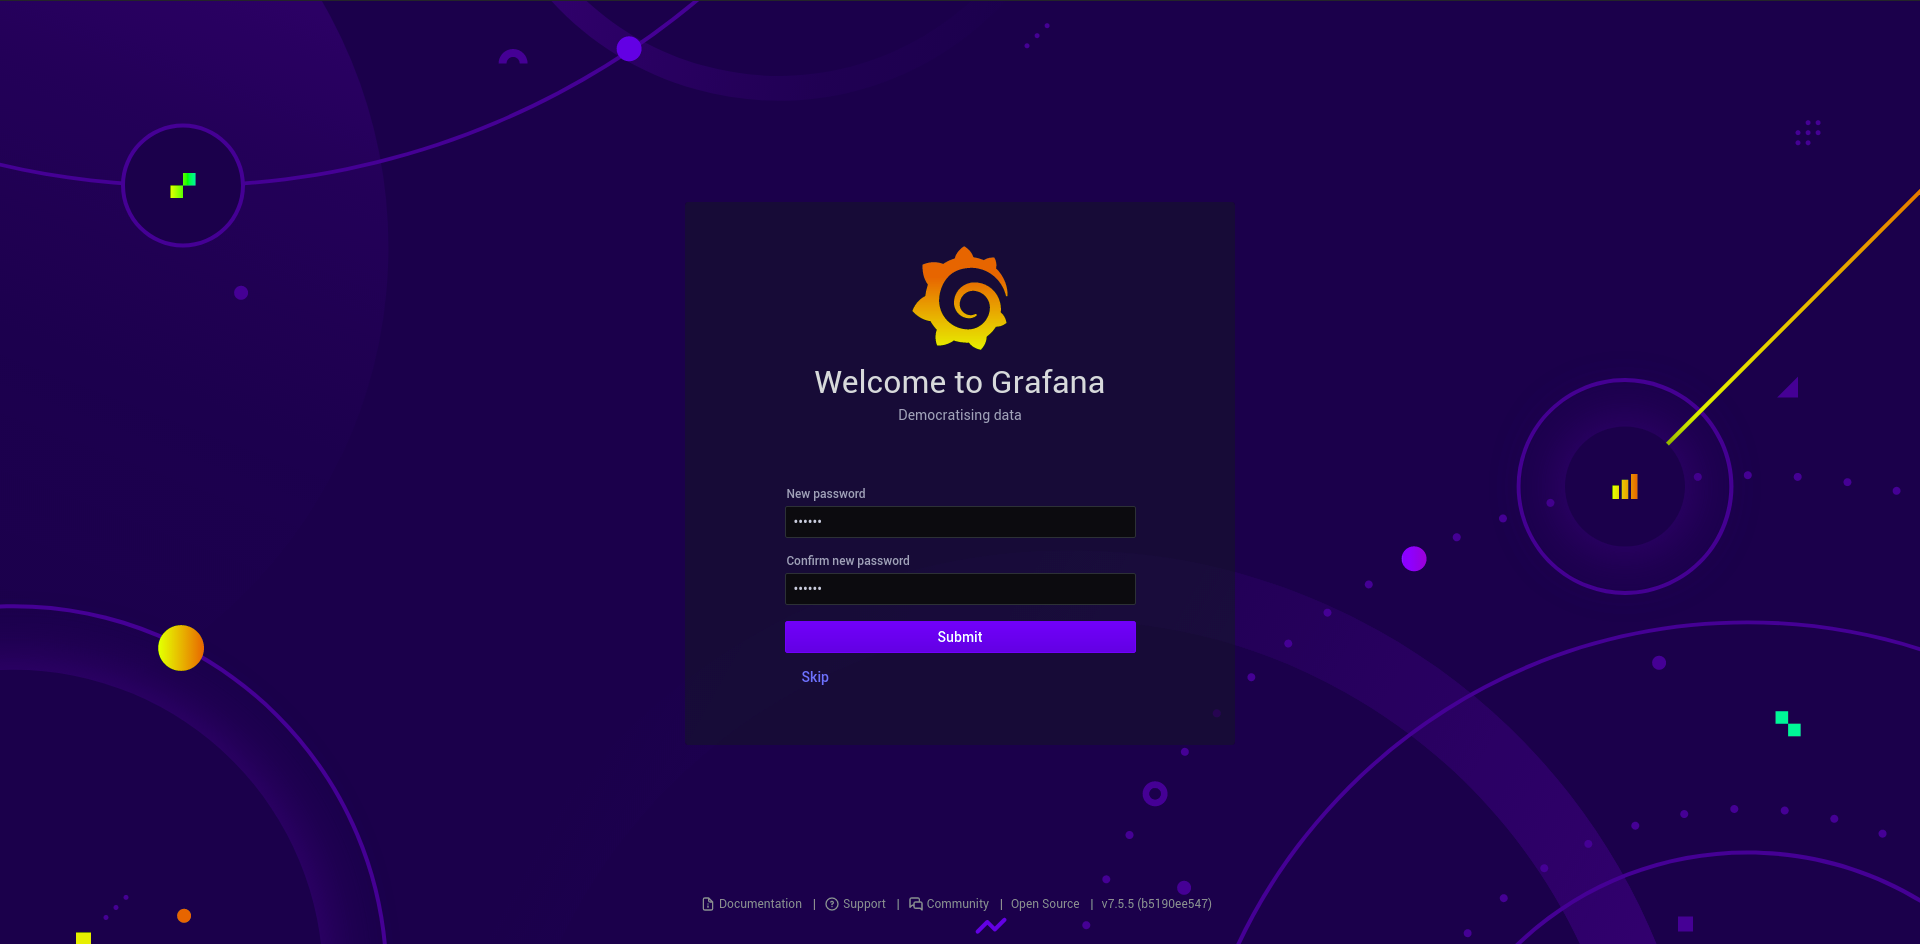 Welcome to Grafana
Democratising data
New password
••••••
Confirm new password
••••••
Submit
Skip
Documentation | Support | Community | Open Source | v7.5.5 (b5190ee547)